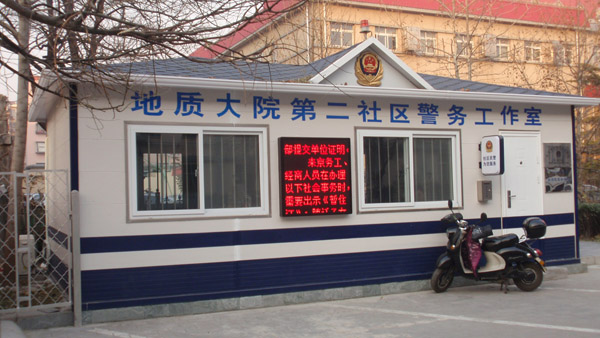 地质大院第二社区警务工作室
部提交单位证明,
来京务工、
经商人员在办理
以下社会事务时,
需要出示《暂住